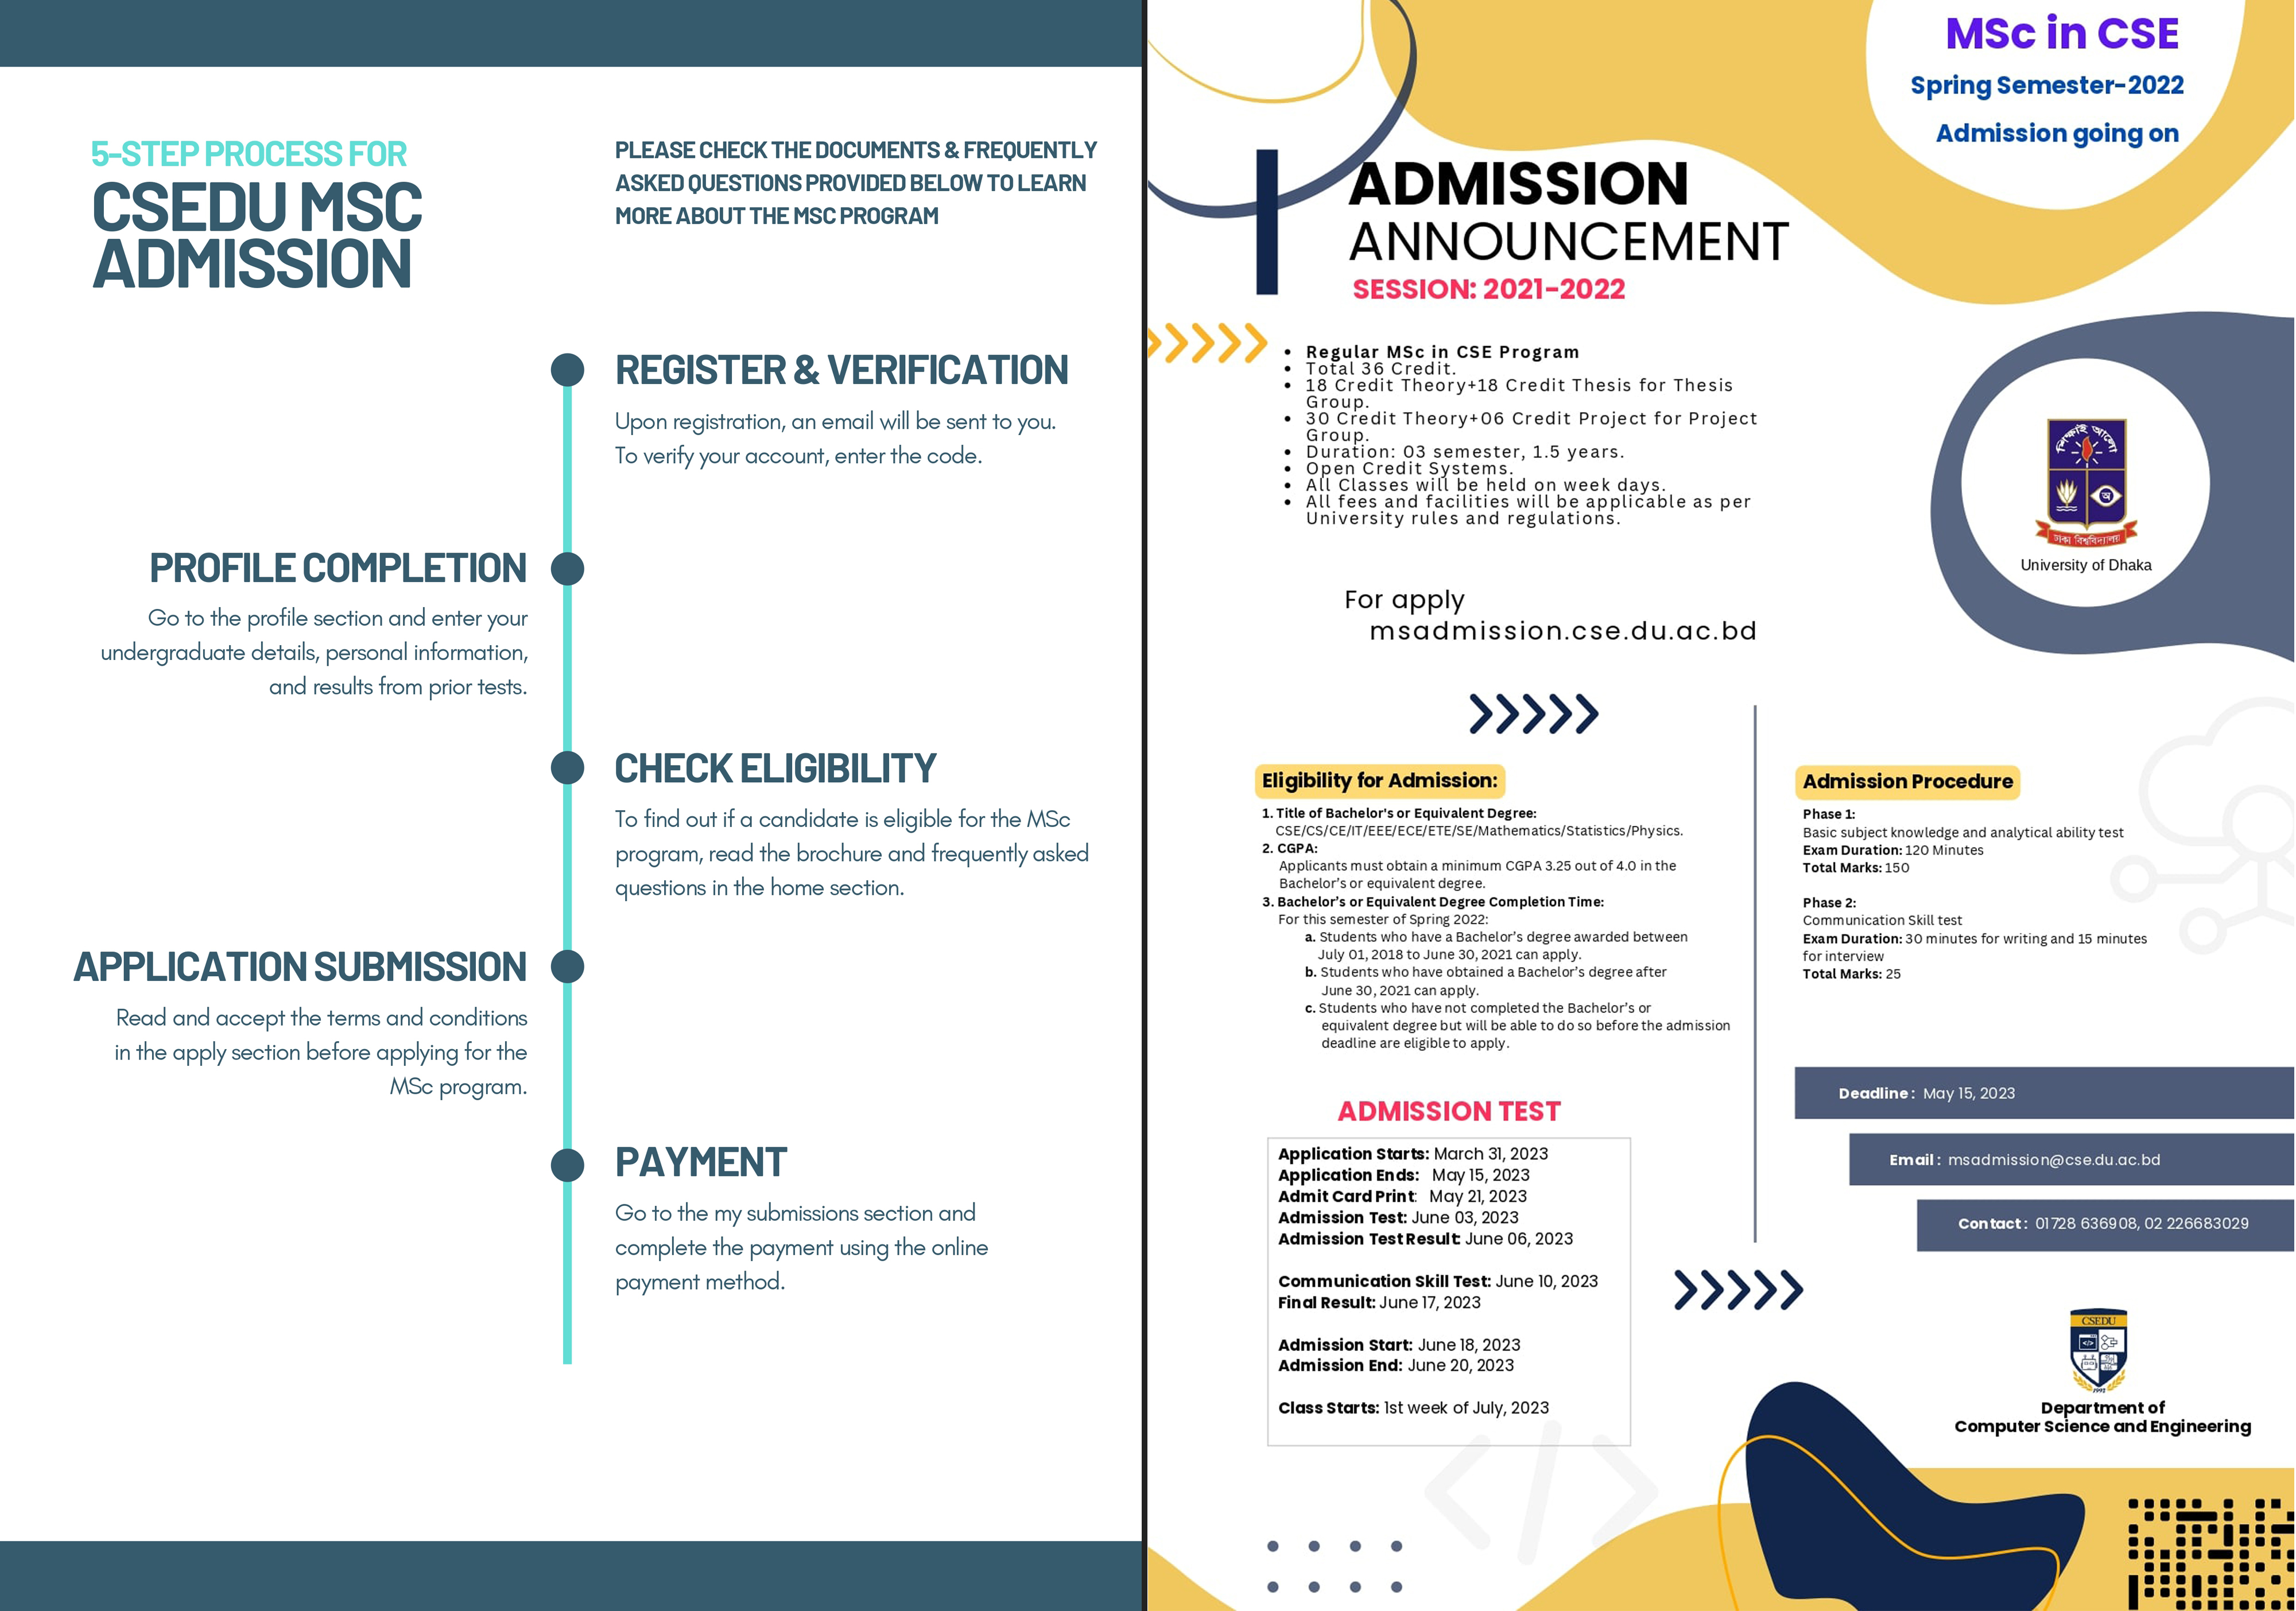 5-STEP PROCESS FOR
CSEDU MSC
ADMISSION
PLEASE CHECK THE DOCUMENTS & FREQUENTLY
ASKED QUESTIONS PROVIDED BELOW TO LEARN
MORE ABOUT THE MSC PROGRAM
REGISTER & VERIFICATION
Upon registration, an email will be sent to you.
To verify your account, enter the code.
PROFILE COMPLETION
Go to the profile section and enter your
undergraduate details, personal information,
and results from prior tests.
CHECK ELIGIBILITY
To find out if a candidate is eligible for the MSc
program, read the brochure and frequently asked
questions in the home section.
APPLICATION SUBMISSION
Read and accept the terms and conditions
in the apply section before applying for the
MSc program.
PAYMENT
Go to the my submissions section and
complete the payment using the online
payment method.
MSc in CSE
Spring Semester-2022
Admission going on
ADMISSION
ANNOUNCEMENT
SESSION: 2021-2022
• Regular MSc in CSE Program
• Total 36 Credit.
• 18 Credit Theory+18 Credit Thesis for Thesis
Group.
• 30 Credit Theory+06 Credit Project for Project
Group.
• Duration: 03 semester, 1.5 years.
• Open Credit Systems.
• All Classes will be held on week days.
• All fees and facilities will be applicable as per
University rules and regulations.
শিক্ষাই আলো
অ
ঢাকা বিশ্ববিদ্যালয়
University of Dhaka
For apply
msadmission.cse.du.ac.bd
Eligibility for Admission:
1. Title of Bachelor's or Equivalent Degree:
CSE/CS/CE/IT/EEE/ECE/ETE/SE/Mathematics/Statistics/Physics.
2. CGPA:
Applicants must obtain a minimum CGPA 3.25 out of 4.0 in the
Bachelor's or equivalent degree.
3. Bachelor's or Equivalent Degree Completion Time:
For this semester of Spring 2022:
a. Students who have a Bachelor's degree awarded between
July 01, 2018 to June 30, 2021 can apply.
b. Students who have obtained a Bachelor's degree after
June 30, 2021 can apply.
c. Students who have not completed the Bachelor's or
equivalent degree but will be able to do so before the admission
deadline are eligible to apply.
ADMISSION TEST
Application Starts: March 31, 2023
Application Ends: May 15, 2023
Admit Card Print: May 21, 2023
Admission Test: June 03, 2023
Admission Test Result: June 06, 2023
Communication Skill Test: June 10, 2023
Final Result: June 17, 2023
Admission Start: June 18, 2023
Admission End: June 20, 2023
Class Starts: 1st week of July, 2023
Admission Procedure
Phase 1:
Basic subject knowledge and analytical ability test
Exam Duration: 120 Minutes
Total Marks: 150
Phase 2:
Communication Skill test
Exam Duration: 30 minutes for writing and 15 minutes
for interview
Total Marks: 25
Deadline : May 15, 2023
Email : msadmission@cse.du.ac.bd
Contact : 01728 636908, 02 226683029
CSEDU
1992
Department of
Computer Science and Engineering